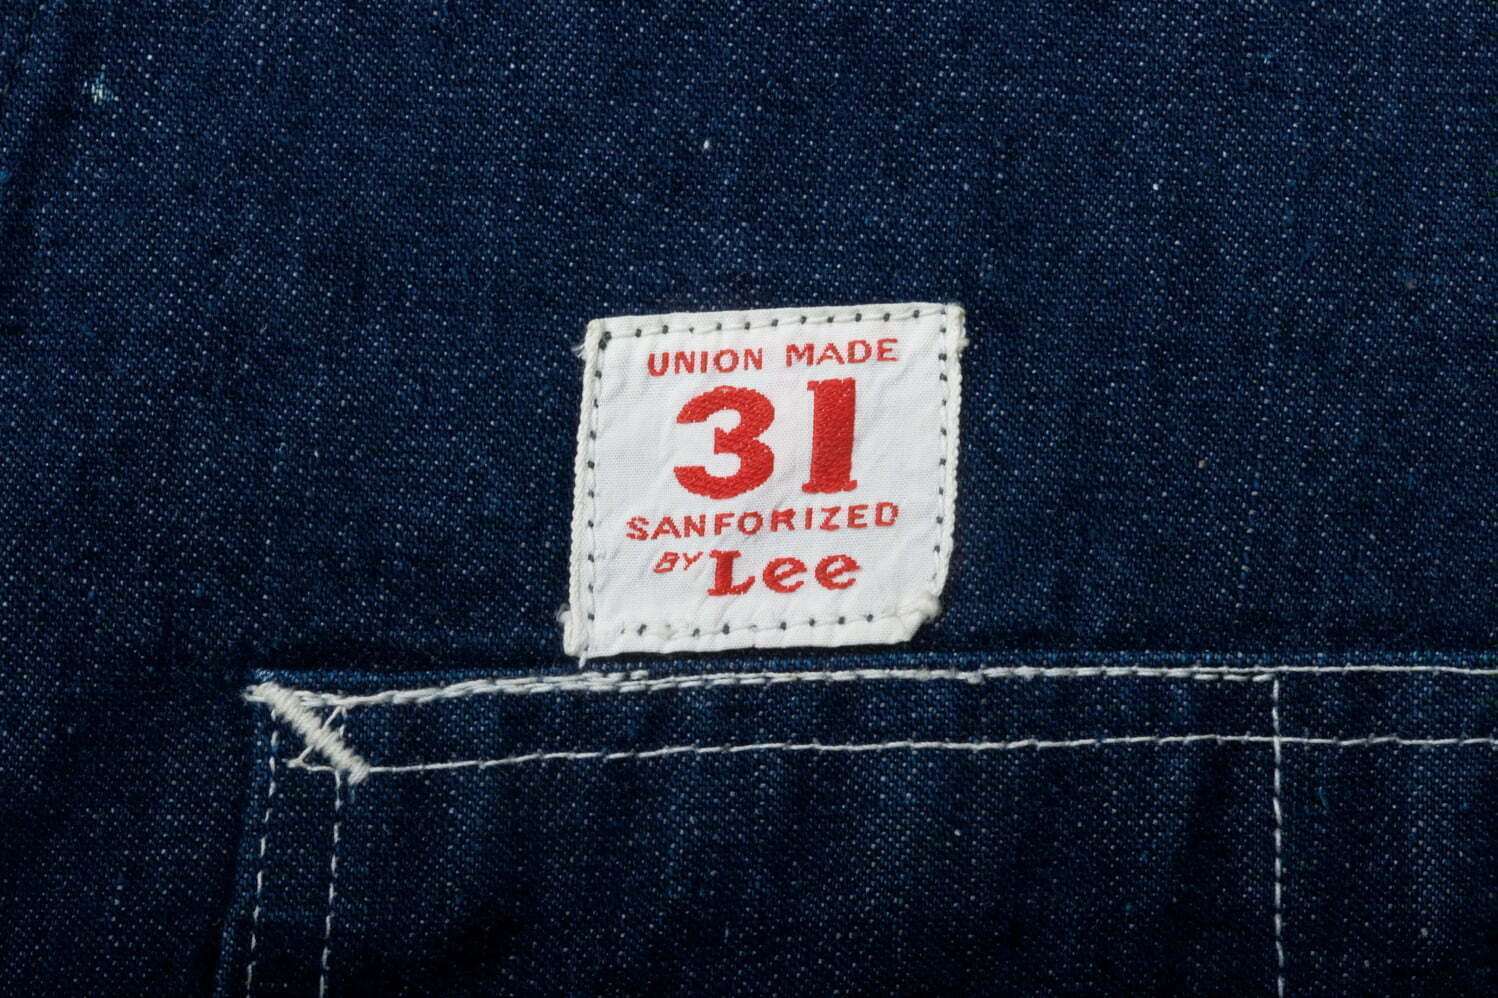 UNION MADE
31
SANFORIZED
BY Lee